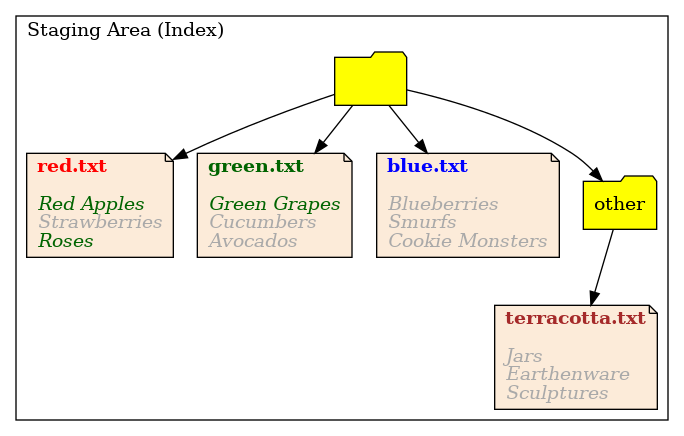 Staging Area (Index)
red.txt
Red Apples
Strawberries
Roses
green.txt
Green Grapes
Cucumbers
Avocados
blue.txt
Blueberries
Smurfs
Cookie Monsters
other
terracotta.txt
Jars
Earthenware
Sculptures